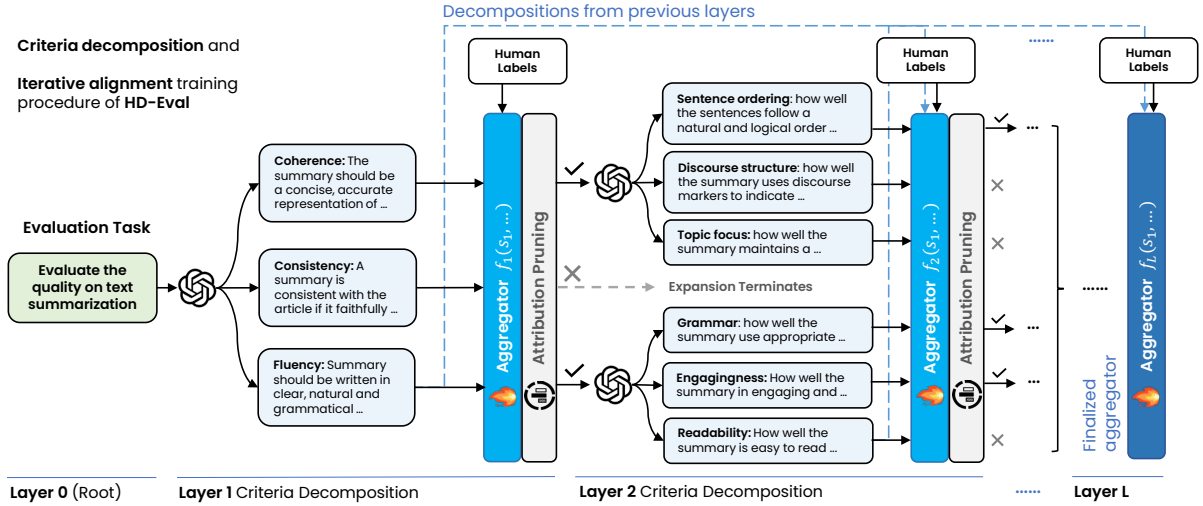 Decompositions from previous layers
Criteria decomposition and
Iterative alignment training
procedure of HD-Eval
Evaluation Task
Evaluate the
quality on text
summarization
Coherence: The
summary should be
a concise, accurate
representation of ...
Consistency: A
summary is
consistent with the
article if it faithfully ...
Fluency: Summary
should be written in
clear, natural and
grammatical ...
Human
Labels
Aggregator f₁(s₁, ...)
Attribution Pruning
Expansion Terminates
Sentence ordering: how well
the sentences follow a
natural and logical order ...
Discourse structure: how well
the summary uses discourse
markers to indicate ...
Topic focus: how well the
summary maintains a ...
Grammar: how well the
summary use appropriate ...
Engagingness: How well the
summary in engaging and ...
Readability: How well the
summary is easy to read ...
Human
Labels
Aggregator f₂(s₁, ...)
Attribution Pruning
...
...
...
......
......
Human
Labels
Finalized
aggregator
Aggregator f_L(s₁, ...)
Layer 0 (Root)
Layer 1 Criteria Decomposition
Layer 2 Criteria Decomposition
......
Layer L